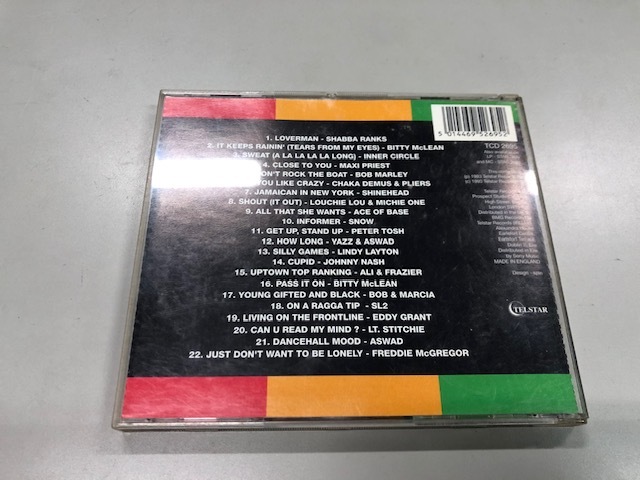 1. LOVERMAN - SHABBA RANKS
2. IT KEEPS RAININ' (TEARS FROM MY EYES) - BITTY McLEAN
3. SWEAT (A LA LA LA LA LONG) - INNER CIRCLE
4. CLOSE TO YOU - MAXI PRIEST
ON'T ROCK THE BOAT - BOB MARLEY
YOU LIKE CRAZY - CHAKA DEMUS & PLIERS
7. JAMAICAN IN NEW YORK - SHINEHEAD
8. SHOUT (IT OUT) - LOUCHIE LOU & MICHIE ONE
9. ALL THAT SHE WANTS - ACE OF BASE
10. INFORMER - SNOW
11. GET UP, STAND UP - PETER TOSH
12. HOW LONG - YAZZ & ASWAD
13. SILLY GAMES - LINDY LAYTON
14. CUPID - JOHNNY NASH
15. UPTOWN TOP RANKING - ALI & FRAZIER
16. PASS IT ON - BITTY McLEAN
17. YOUNG GIFTED AND BLACK - BOB & MARCIA
18. ON A RAGGA TIP - SL2
19. LIVING ON THE FRONTLINE - EDDY GRANT
20. CAN U READ MY MIND ? - LT. STITCHIE
21. DANCEHALL MOOD - ASWAD
22. JUST DON'T WANT TO BE LONELY - FREDDIE McGREGOR
5 014469 526952
TCD
MADE IN ENGLAND
Design -
TELSTAR